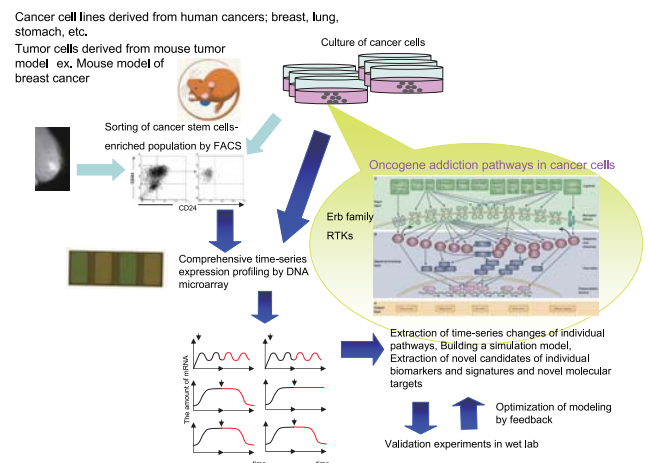 Cancer cell lines derived from human cancers; breast, lung,
stomach, etc.
Tumor cells derived from mouse tumor
model ex. Mouse model of
breast cancer
Culture of cancer cells
Sorting of cancer stem cells-
enriched population by FACS
CD44
CD24
Oncogene addiction pathways in cancer cells
Erb family
RTKs
Comprehensive time-series
expression profiling by DNA
microarray
The amount of mRNA
time
time
Extraction of time-series changes of individual
pathways, Building a simulation model,
Extraction of novel candidates of individual
biomarkers and signatures and novel molecular
targets
Optimization of modeling
by feedback
Validation experiments in wet lab